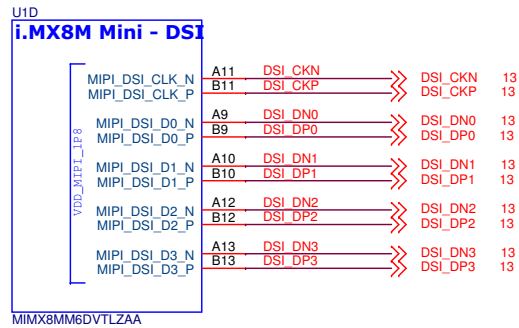 U1D
i.MX8M Mini - DSI
MIPI_DSI_CLK_N A11 DSI_CKN DSI_CKN 13
MIPI_DSI_CLK_P B11 DSI_CKP DSI_CKP 13
MIPI_DSI_D0_N A9 DSI_DN0 DSI_DN0 13
MIPI_DSI_D0_P B9 DSI_DP0 DSI_DP0 13
VDD_MIPI_1P8
MIPI_DSI_D1_N A10 DSI_DN1 DSI_DN1 13
MIPI_DSI_D1_P B10 DSI_DP1 DSI_DP1 13
MIPI_DSI_D2_N A12 DSI_DN2 DSI_DN2 13
MIPI_DSI_D2_P B12 DSI_DP2 DSI_DP2 13
MIPI_DSI_D3_N A13 DSI_DN3 DSI_DN3 13
MIPI_DSI_D3_P B13 DSI_DP3 DSI_DP3 13
MIMX8MM6DVTLZAA